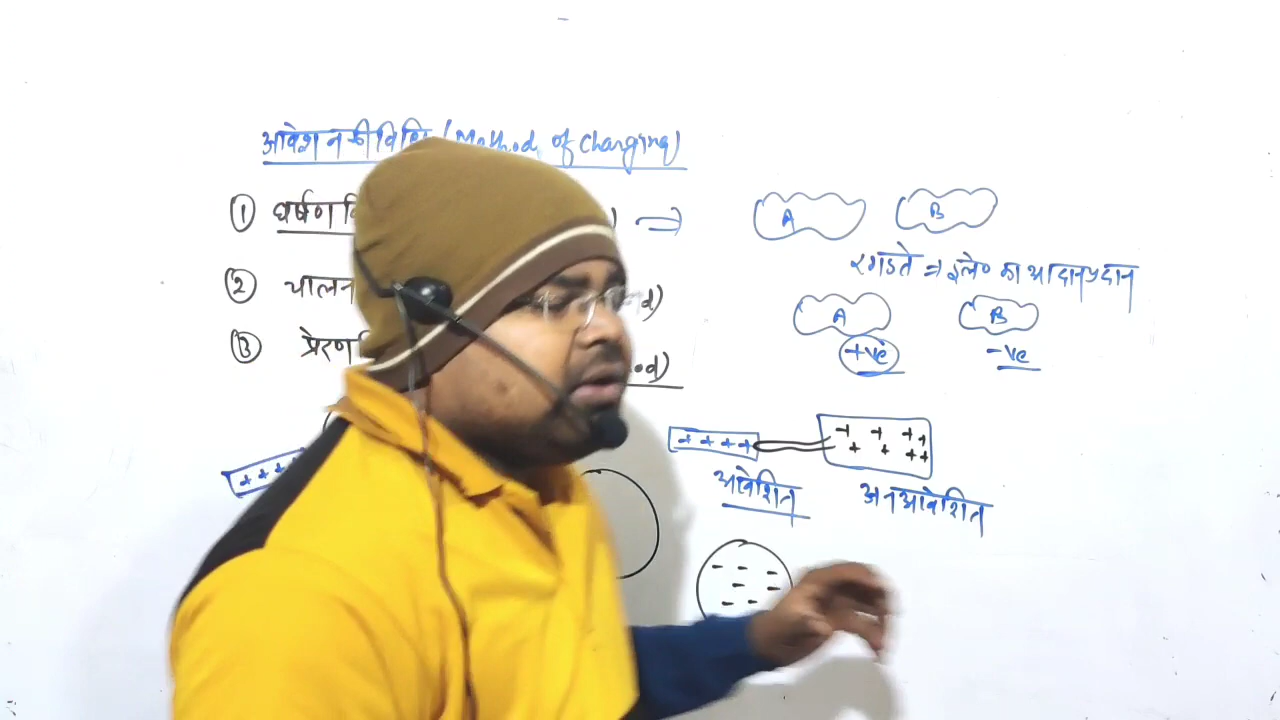 आवेशन की विधि (Method of Charging)
① घर्षण
② चालन
③ प्रेरण
A B
रगडते ⇒ इले० का आदान प्रदान
A B
+ve -ve
+ + + +
+ + + + + + + +
आवेशित अनआवेशित
+ + +
- - - - - - -